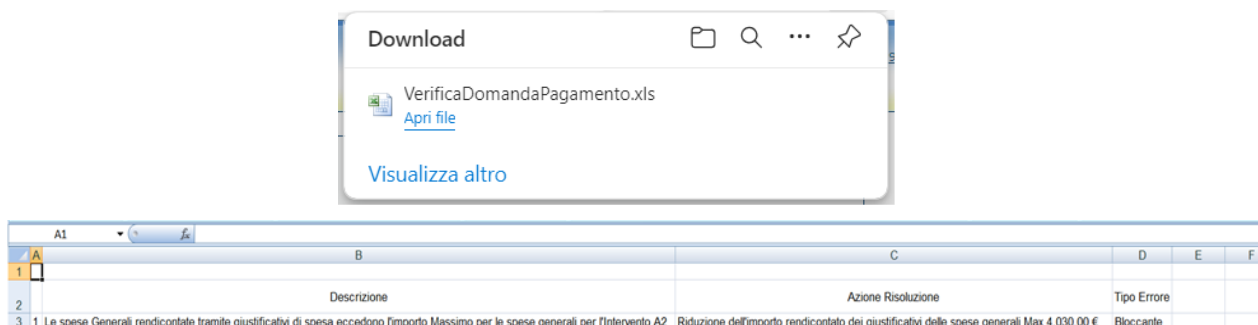 Download
VerificaDomandaPagamento.xls
Apri file
Visualizza altro
A1 fx
A B C D E F
1
2 Descrizione Azione Risoluzione Tipo Errore
3 1 Le spese Generali rendicontate tramite giustificativi di spesa eccedono l'importo Massimo per le spese generali per l'Intervento A2 Riduzione dell'importo rendicontato dei giustificativi delle spese generali Max 4.030,00 € Bloccante